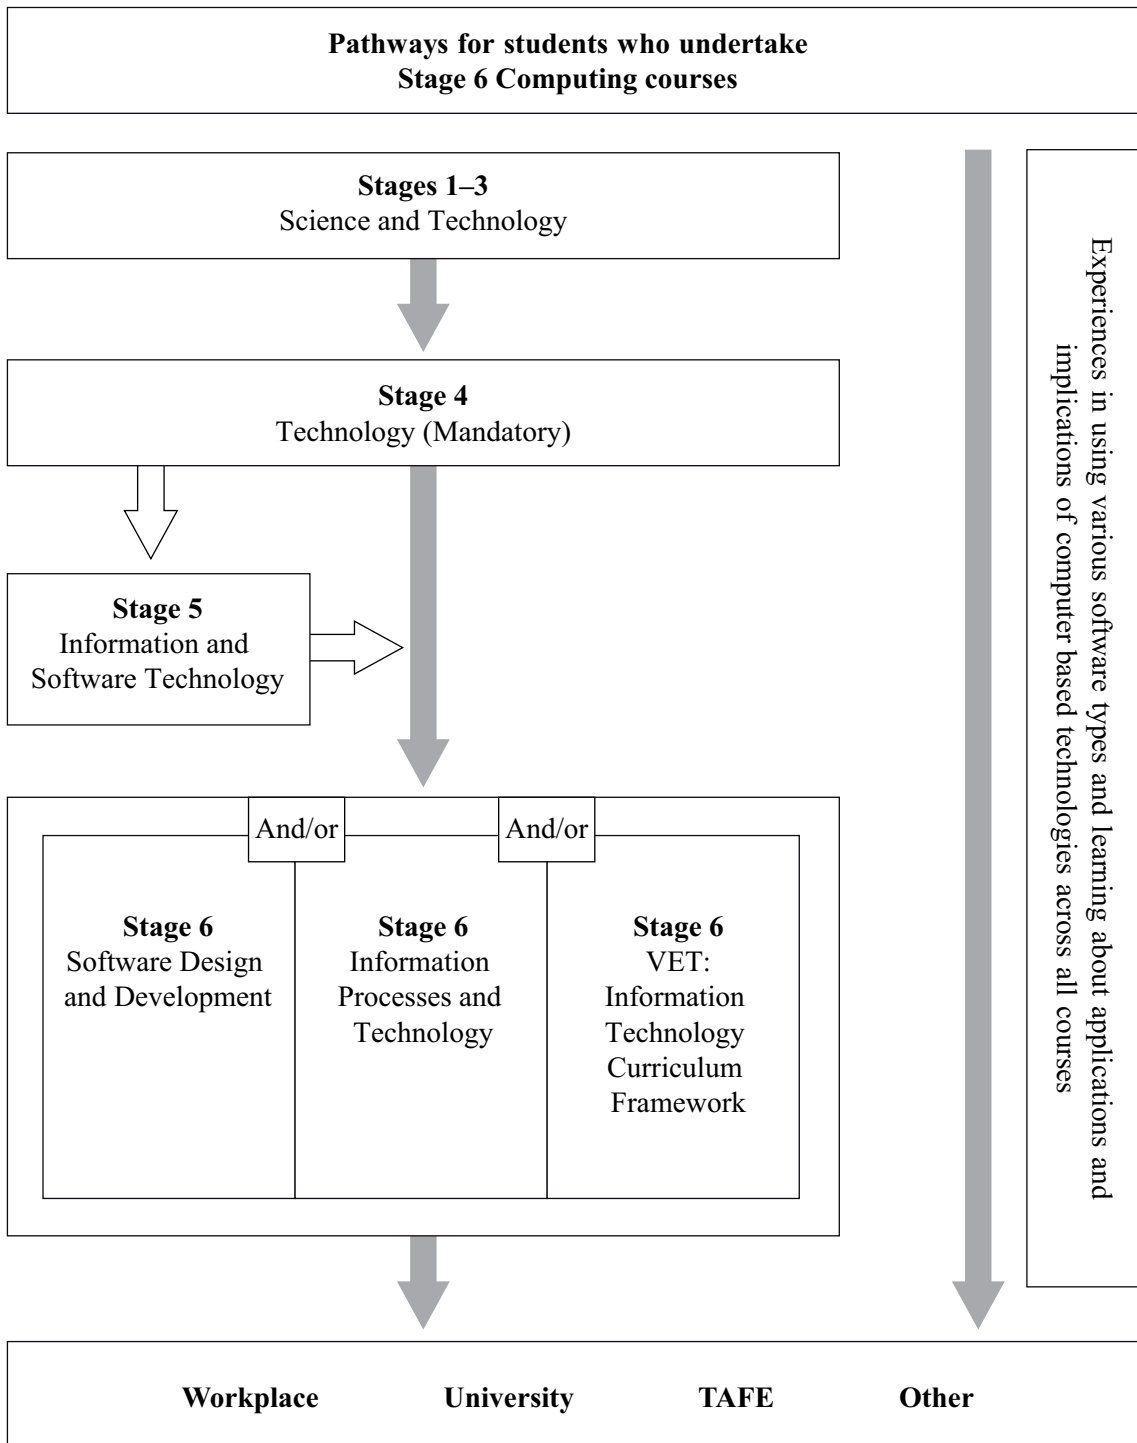 Pathways for students who undertake
Stage 6 Computing courses
Stages 1–3
Science and Technology
Stage 4
Technology (Mandatory)
Stage 5
Information and
Software Technology
And/or
And/or
Stage 6
Software Design
and Development
Stage 6
Information
Processes and
Technology
Stage 6
VET:
Information
Technology
Curriculum
Framework
Experiences in using various software types and learning about applications and
implications of computer based technologies across all courses
Workplace University TAFE Other